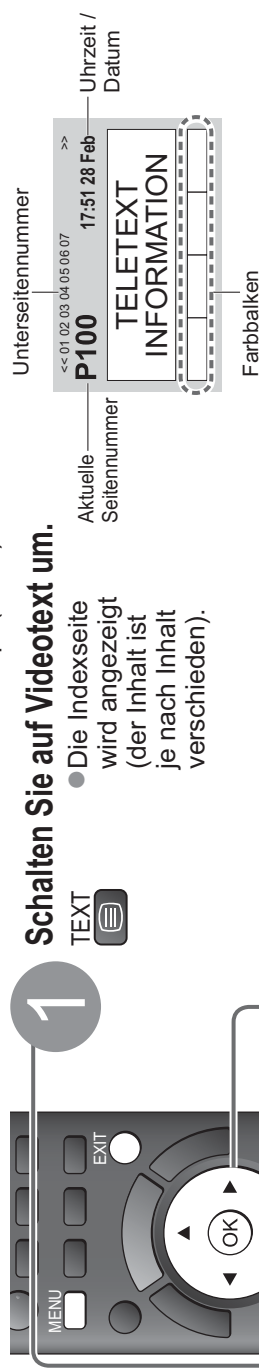 MENU
EXIT
OK
1
Schalten Sie auf Videotext um.
TEXT
● Die Indexseite
wird angezeigt
(der Inhalt ist
je nach Inhalt
verschieden).
Unterseitennummer
<< 01 02 03 04 05 06 07 >>
P100 17:51 28 Feb
TELETEXT
INFORMATION
Aktuelle
Seitennummer
Uhrzeit /
Datum
Farbbalken